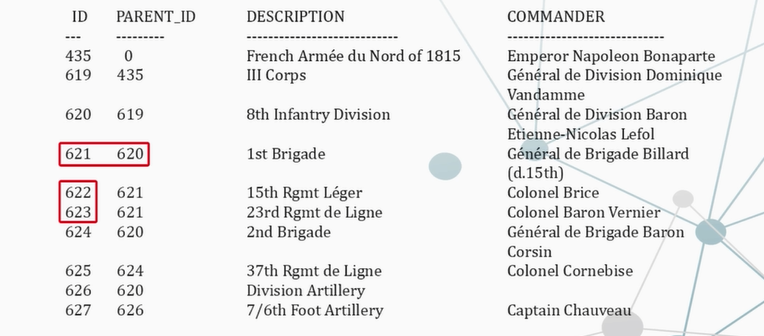 ID PARENT_ID DESCRIPTION COMMANDER
--- --------- ---------------------------- -----------------------------
435 0 French Armée du Nord of 1815 Emperor Napoleon Bonaparte
619 435 III Corps Général de Division Dominique
Vandamme
620 619 8th Infantry Division Général de Division Baron
Etienne-Nicolas Lefol
621 620 1st Brigade Général de Brigade Billard
(d.15th)
622 621 15th Rgmt Léger Colonel Brice
623 621 23rd Rgmt de Ligne Colonel Baron Vernier
624 620 2nd Brigade Général de Brigade Baron
Corsin
625 624 37th Rgmt de Ligne Colonel Cornebise
626 620 Division Artillery
627 626 7/6th Foot Artillery Captain Chauveau